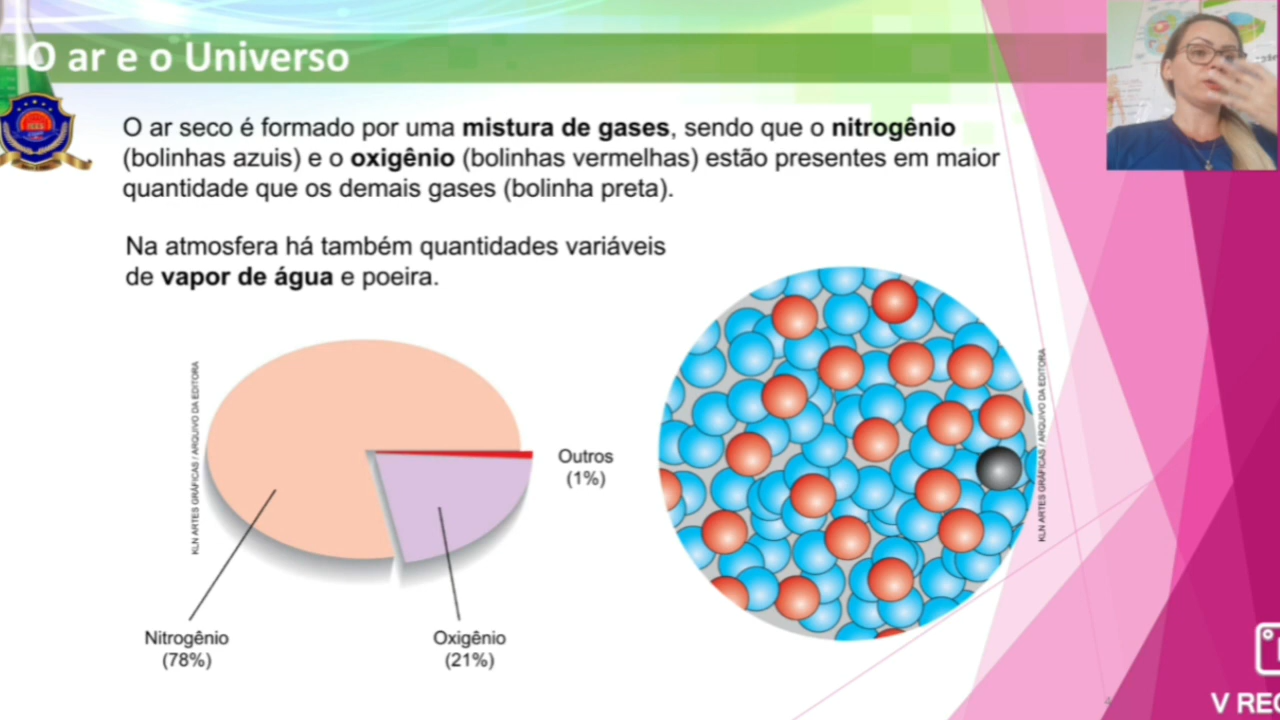 O ar e o Universo
O ar seco é formado por uma mistura de gases, sendo que o nitrogênio
(bolinhas azuis) e o oxigênio (bolinhas vermelhas) estão presentes em maior
quantidade que os demais gases (bolinha preta).
Na atmosfera há também quantidades variáveis
de vapor de água e poeira.
KLN ARTES GRÁFICAS / ARQUIVO DA EDITORA
Outros
(1%)
KLN ARTES GRÁFICAS / ARQUIVO DA EDITORA
Nitrogênio
(78%)
Oxigênio
(21%)
V REC